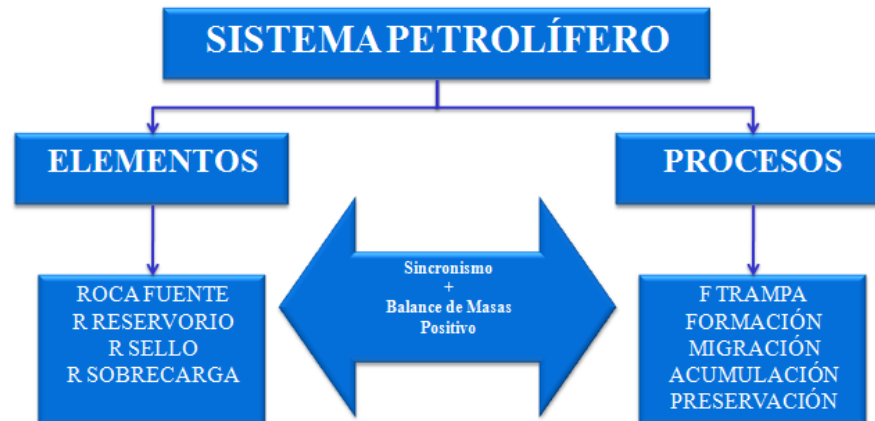 SISTEMA PETROLÍFERO
ELEMENTOS
PROCESOS
ROCA FUENTE
R RESERVORIO
R SELLO
R SOBRECARGA
Sincronismo
+
Balance de Masas
Positivo
F TRAMPA
FORMACIÓN
MIGRACIÓN
ACUMULACIÓN
PRESERVACIÓN